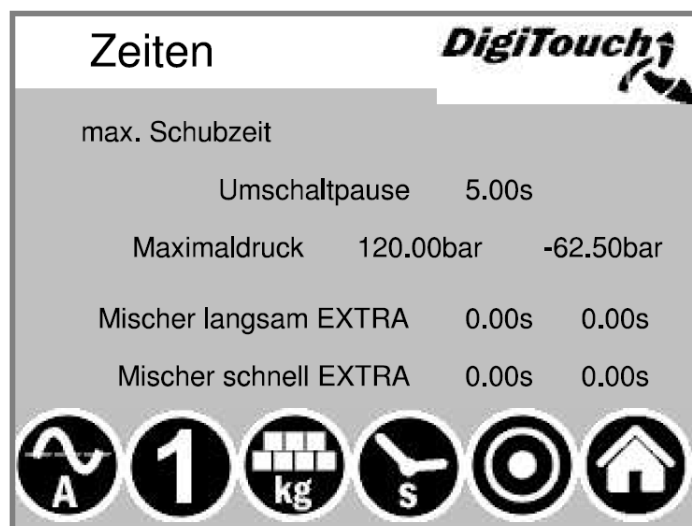 Zeiten
DigiTouch
max. Schubzeit
Umschaltpause 5.00s
Maximaldruck 120.00bar -62.50bar
Mischer langsam EXTRA 0.00s 0.00s
Mischer schnell EXTRA 0.00s 0.00s
A 1 kg s